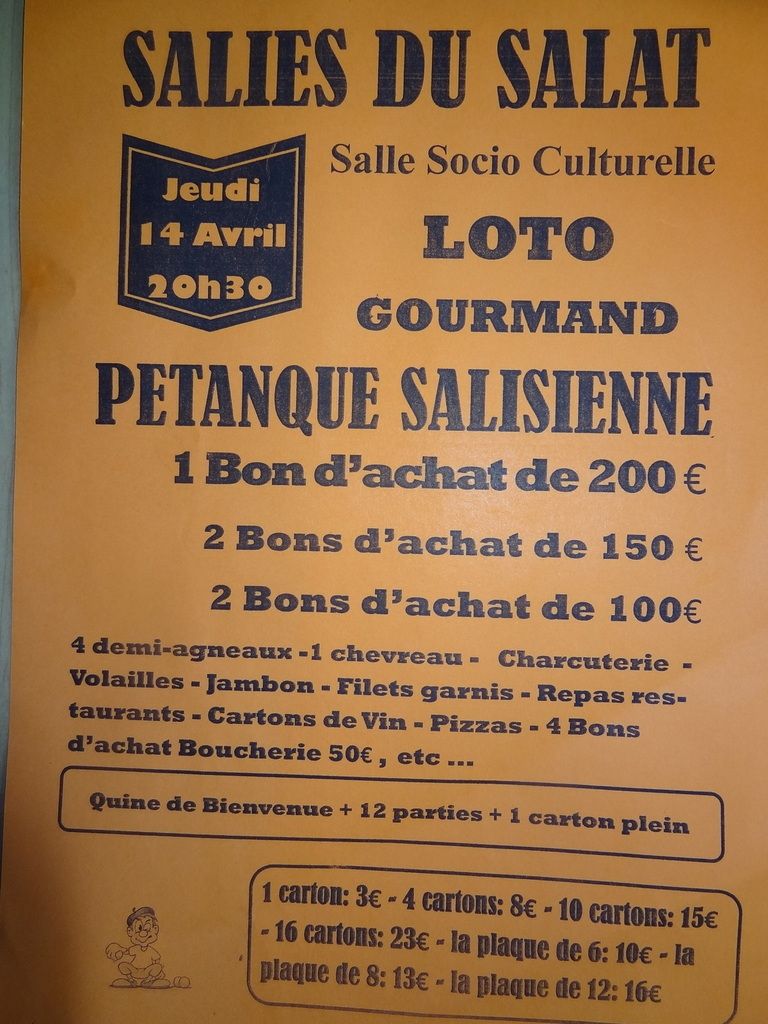 SALIES DU SALAT
Jeudi
14 Avril
20h30
Salle Socio Culturelle
LOTO
GOURMAND
PETANQUE SALISIENNE
1 Bon d'achat de 200 €
2 Bons d'achat de 150 €
2 Bons d'achat de 100€
4 demi-agneaux -1 chevreau - Charcuterie -
Volailles - Jambon - Filets garnis - Repas res-
taurants - Cartons de Vin - Pizzas - 4 Bons
d'achat Boucherie 50€ , etc ...
Quine de Bienvenue + 12 parties + 1 carton plein
1 carton: 3€ - 4 cartons: 8€ - 10 cartons: 15€
- 16 cartons: 23€ - la plaque de 6: 10€ - la
plaque de 8: 13€ - la plaque de 12: 16€